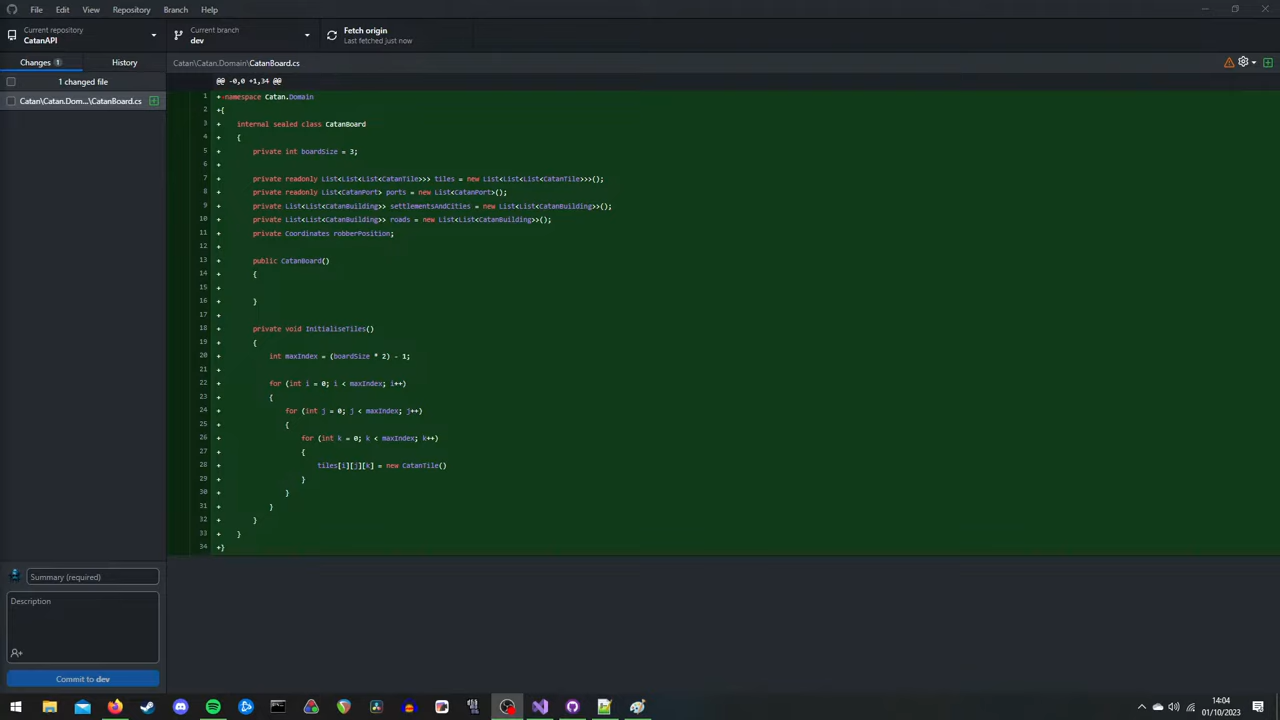 File Edit View Repository Branch Help
Current repository
CatanAPI
Current branch
dev
Fetch origin
Last fetched just now
Changes 1 History
1 changed file
Catan\Catan.Dom...\CatanBoard.cs
Catan\Catan.Domain\CatanBoard.cs
@@ -0,0 +1,34 @@
1 +namespace Catan.Domain
2 +{
3 + internal sealed class CatanBoard
4 + {
5 + private int boardSize = 3;
6 +
7 + private readonly List<List<List<CatanTile>>> tiles = new List<List<List<CatanTile>>>();
8 + private readonly List<CatanPort> ports = new List<CatanPort>();
9 + private List<List<CatanBuilding>> settlementsAndCities = new List<List<CatanBuilding>>();
10 + private List<List<CatanBuilding>> roads = new List<List<CatanBuilding>>();
11 + private Coordinates robberPosition;
12 +
13 + public CatanBoard()
14 + {
15 +
16 + }
17 +
18 + private void InitialiseTiles()
19 + {
20 + int maxIndex = (boardSize * 2) - 1;
21 +
22 + for (int i = 0; i < maxIndex; i++)
23 + {
24 + for (int j = 0; j < maxIndex; j++)
25 + {
26 + for (int k = 0; k < maxIndex; k++)
27 + {
28 + tiles[i][j][k] = new CatanTile()
29 + }
30 + }
31 + }
32 + }
33 + }
34 +}
Summary (required)
Description
Commit to dev
14:04
01/10/2023